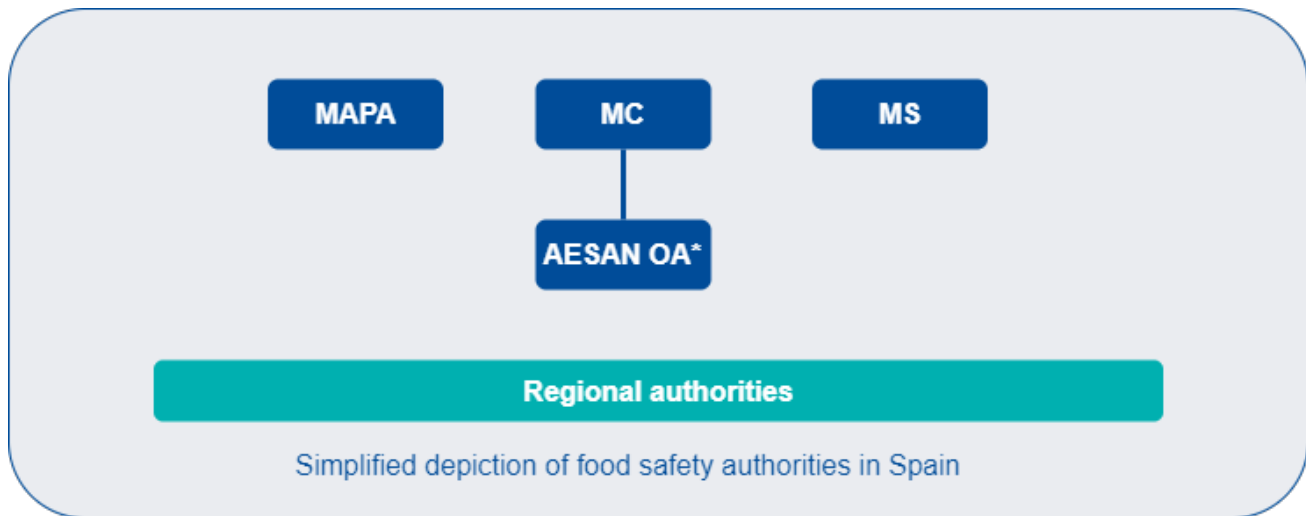 MAPA
MC
MS
AESAN OA*
Regional authorities
Simplified depiction of food safety authorities in Spain